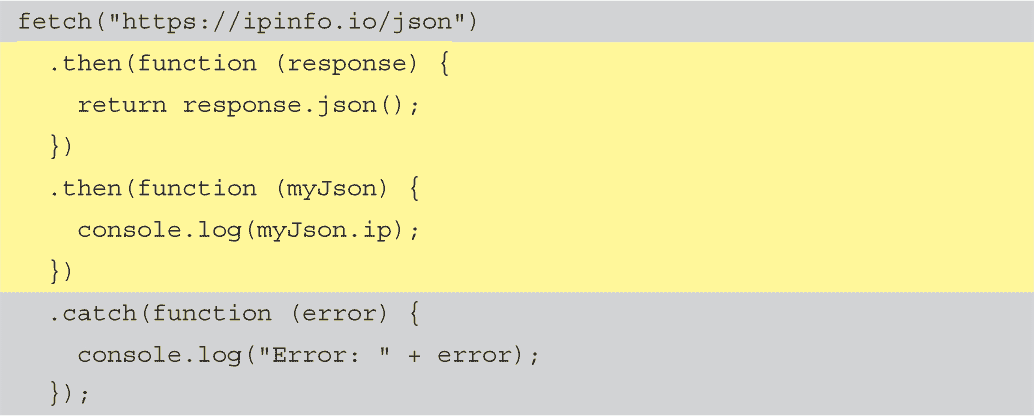 fetch("https://ipinfo.io/json")
  .then(function (response) {
    return response.json();
  })
  .then(function (myJson) {
    console.log(myJson.ip);
  })
  .catch(function (error) {
    console.log("Error: " + error);
  });